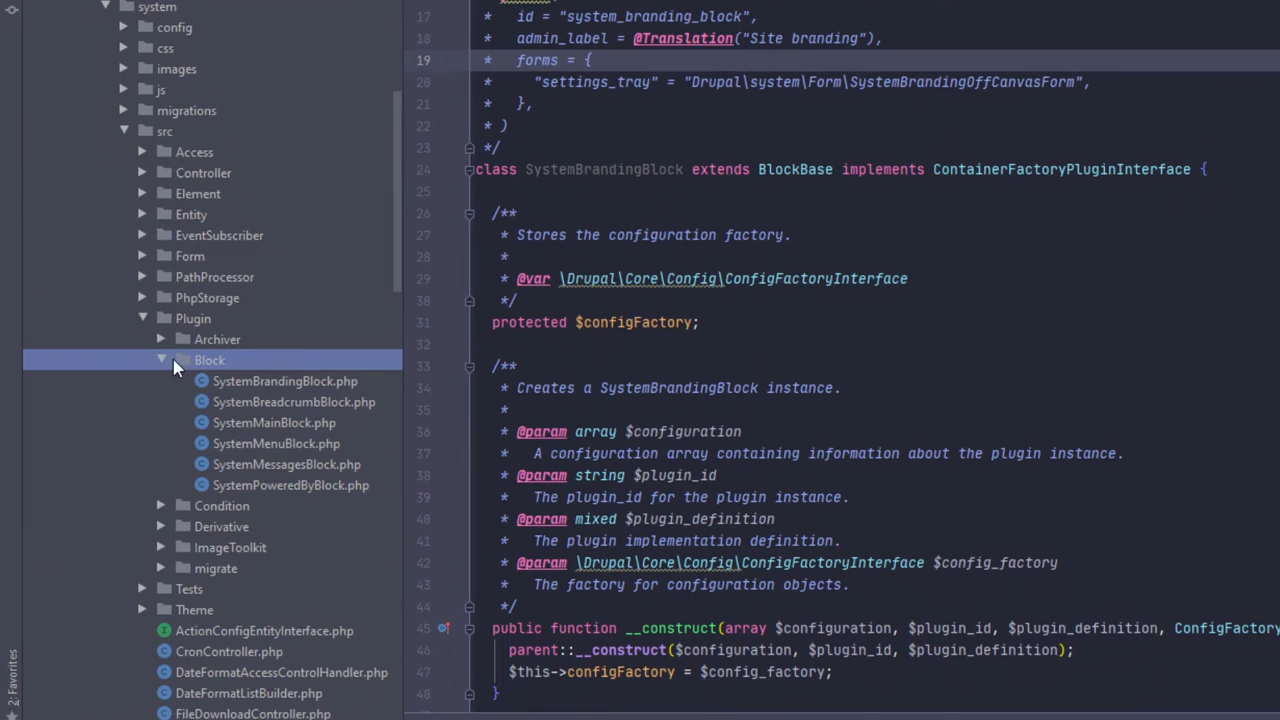 system
config
css
images
js
migrations
src
Access
Controller
Element
Entity
EventSubscriber
Form
PathProcessor
PhpStorage
Plugin
Archiver
Block
SystemBrandingBlock.php
SystemBreadcrumbBlock.php
SystemMainBlock.php
SystemMenuBlock.php
SystemMessagesBlock.php
SystemPoweredByBlock.php
Condition
Derivative
ImageToolkit
migrate
Tests
Theme
ActionConfigEntityInterface.php
CronController.php
DateFormatAccessControlHandler.php
DateFormatListBuilder.php
FileDownloadController.php
2: Favorites
17 * id = "system_branding_block",
18 * admin_label = @Translation("Site branding"),
19 * forms = {
20 * "settings_tray" = "Drupal\system\Form\SystemBrandingOffCanvasForm",
21 * },
22 * )
23 */
24 class SystemBrandingBlock extends BlockBase implements ContainerFactoryPluginInterface {
25
26 /**
27 * Stores the configuration factory.
28 *
29 * @var \Drupal\Core\Config\ConfigFactoryInterface
30 */
31 protected $configFactory;
32
33 /**
34 * Creates a SystemBrandingBlock instance.
35 *
36 * @param array $configuration
37 * A configuration array containing information about the plugin instance.
38 * @param string $plugin_id
39 * The plugin_id for the plugin instance.
40 * @param mixed $plugin_definition
41 * The plugin implementation definition.
42 * @param \Drupal\Core\Config\ConfigFactoryInterface $config_factory
43 * The factory for configuration objects.
44 */
45 public function __construct(array $configuration, $plugin_id, $plugin_definition, ConfigFactory
46 parent::__construct($configuration, $plugin_id, $plugin_definition);
47 $this->configFactory = $config_factory;
48 }